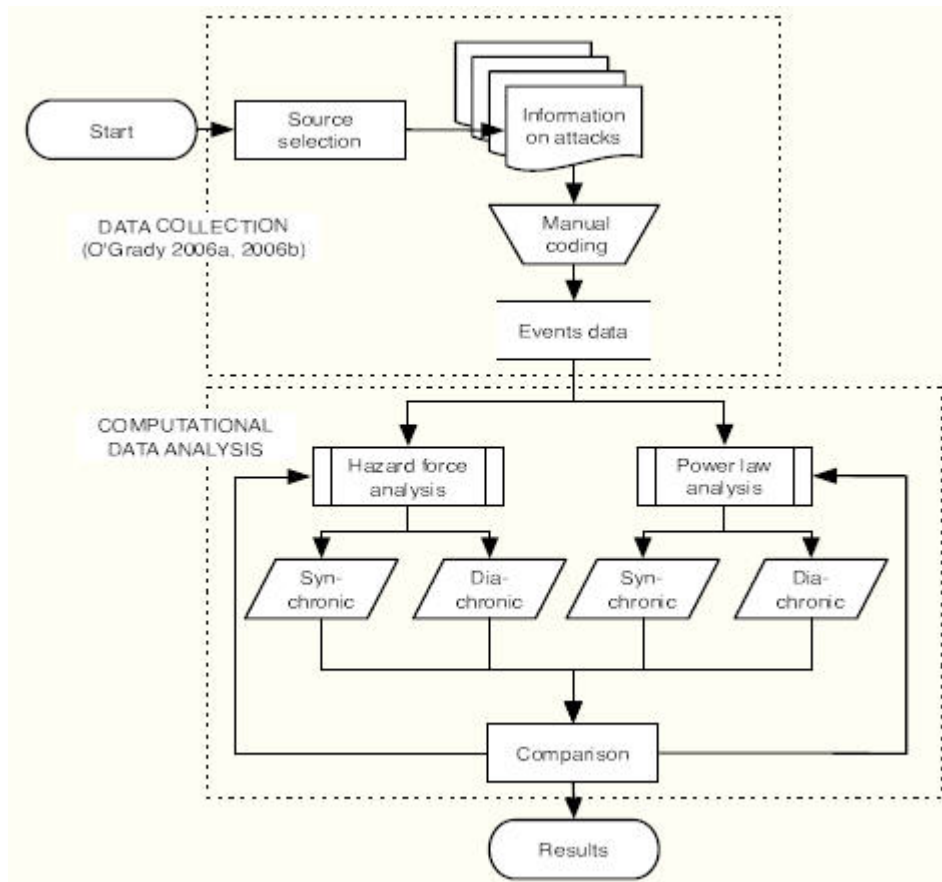 Start
Source
selection
Information
on attacks
DATA COLLECTION
(O'Grady 2006a, 2006b)
Manual
coding
Events data
COMPUTATIONAL
DATA ANALYSIS
Hazard force
analysis
Power law
analysis
Syn-
chronic
Dia-
chronic
Syn-
chronic
Dia-
chronic
Comparison
Results